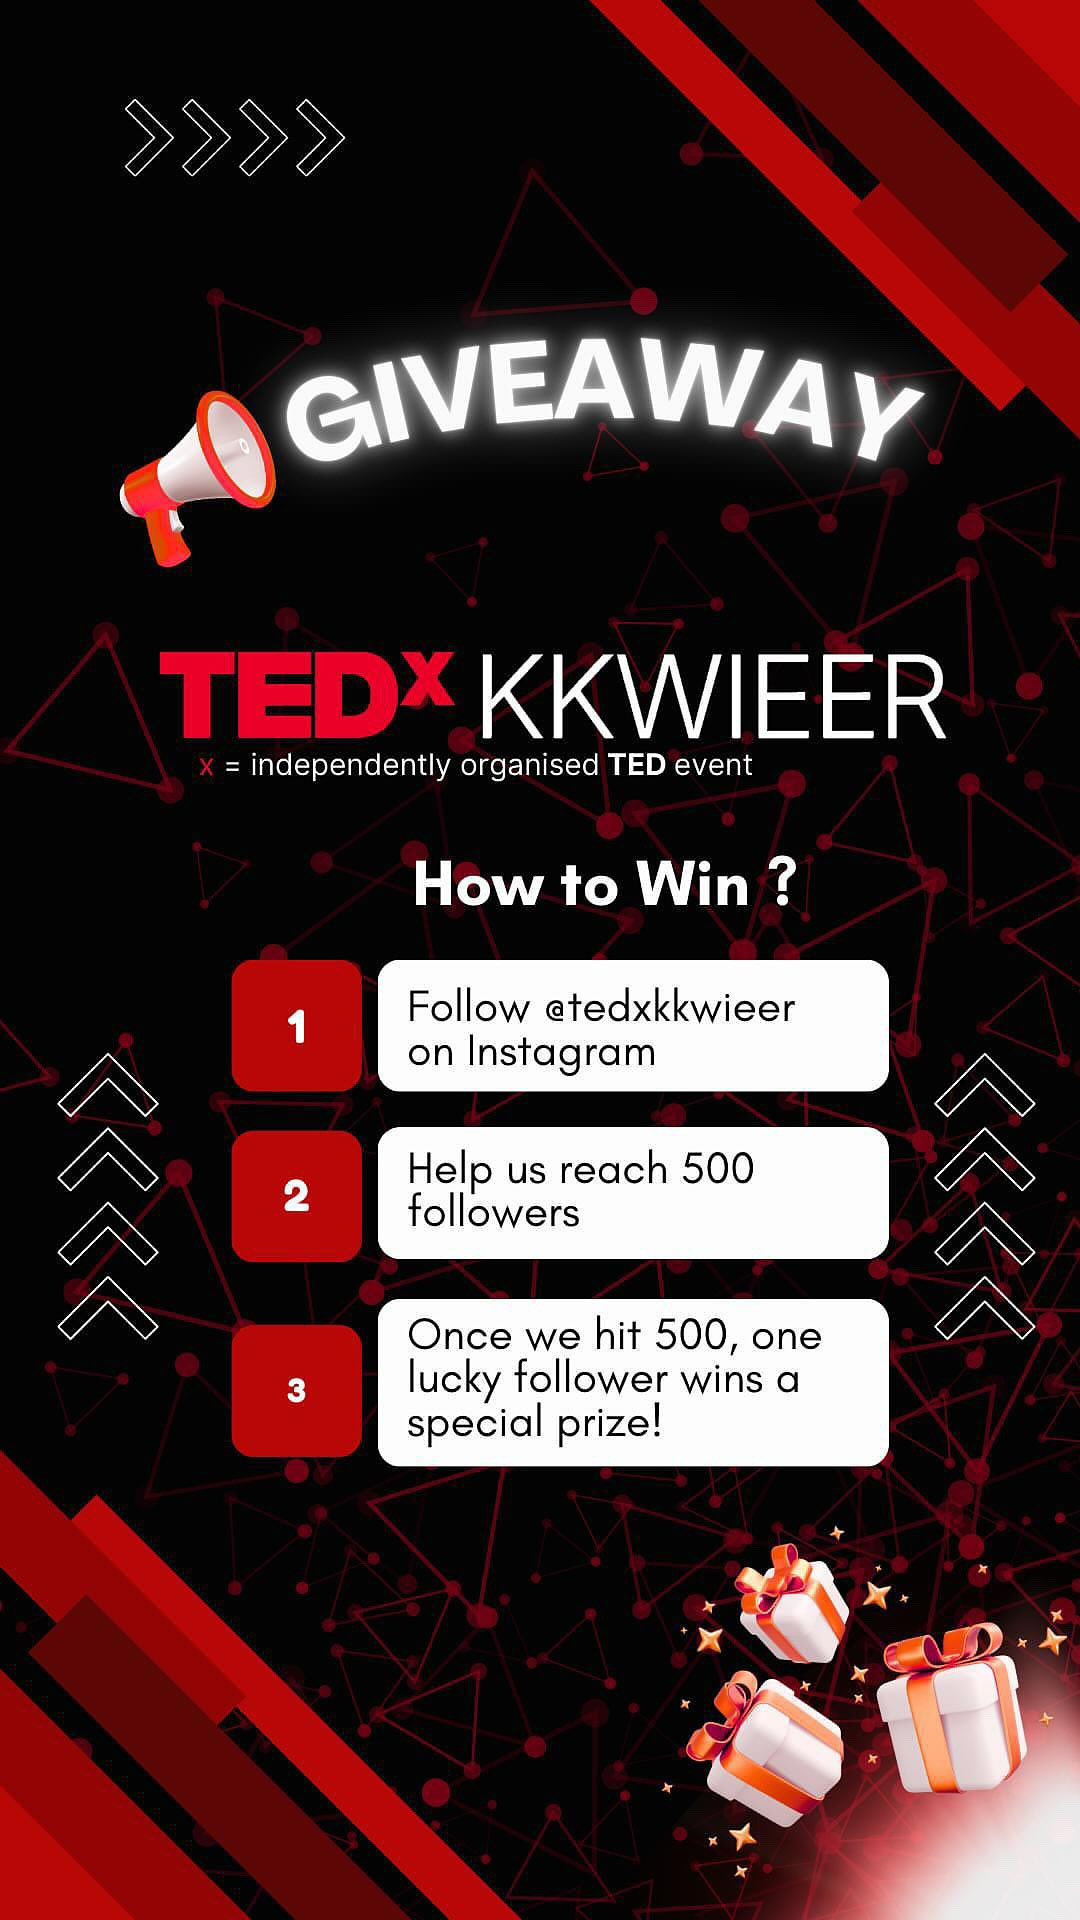 GIVEAWAY
TEDx KKWIEER
x = independently organised TED event
How to Win ?
1
Follow @tedxkkwieer
on Instagram
2
Help us reach 500
followers
3
Once we hit 500, one
lucky follower wins a
special prize!